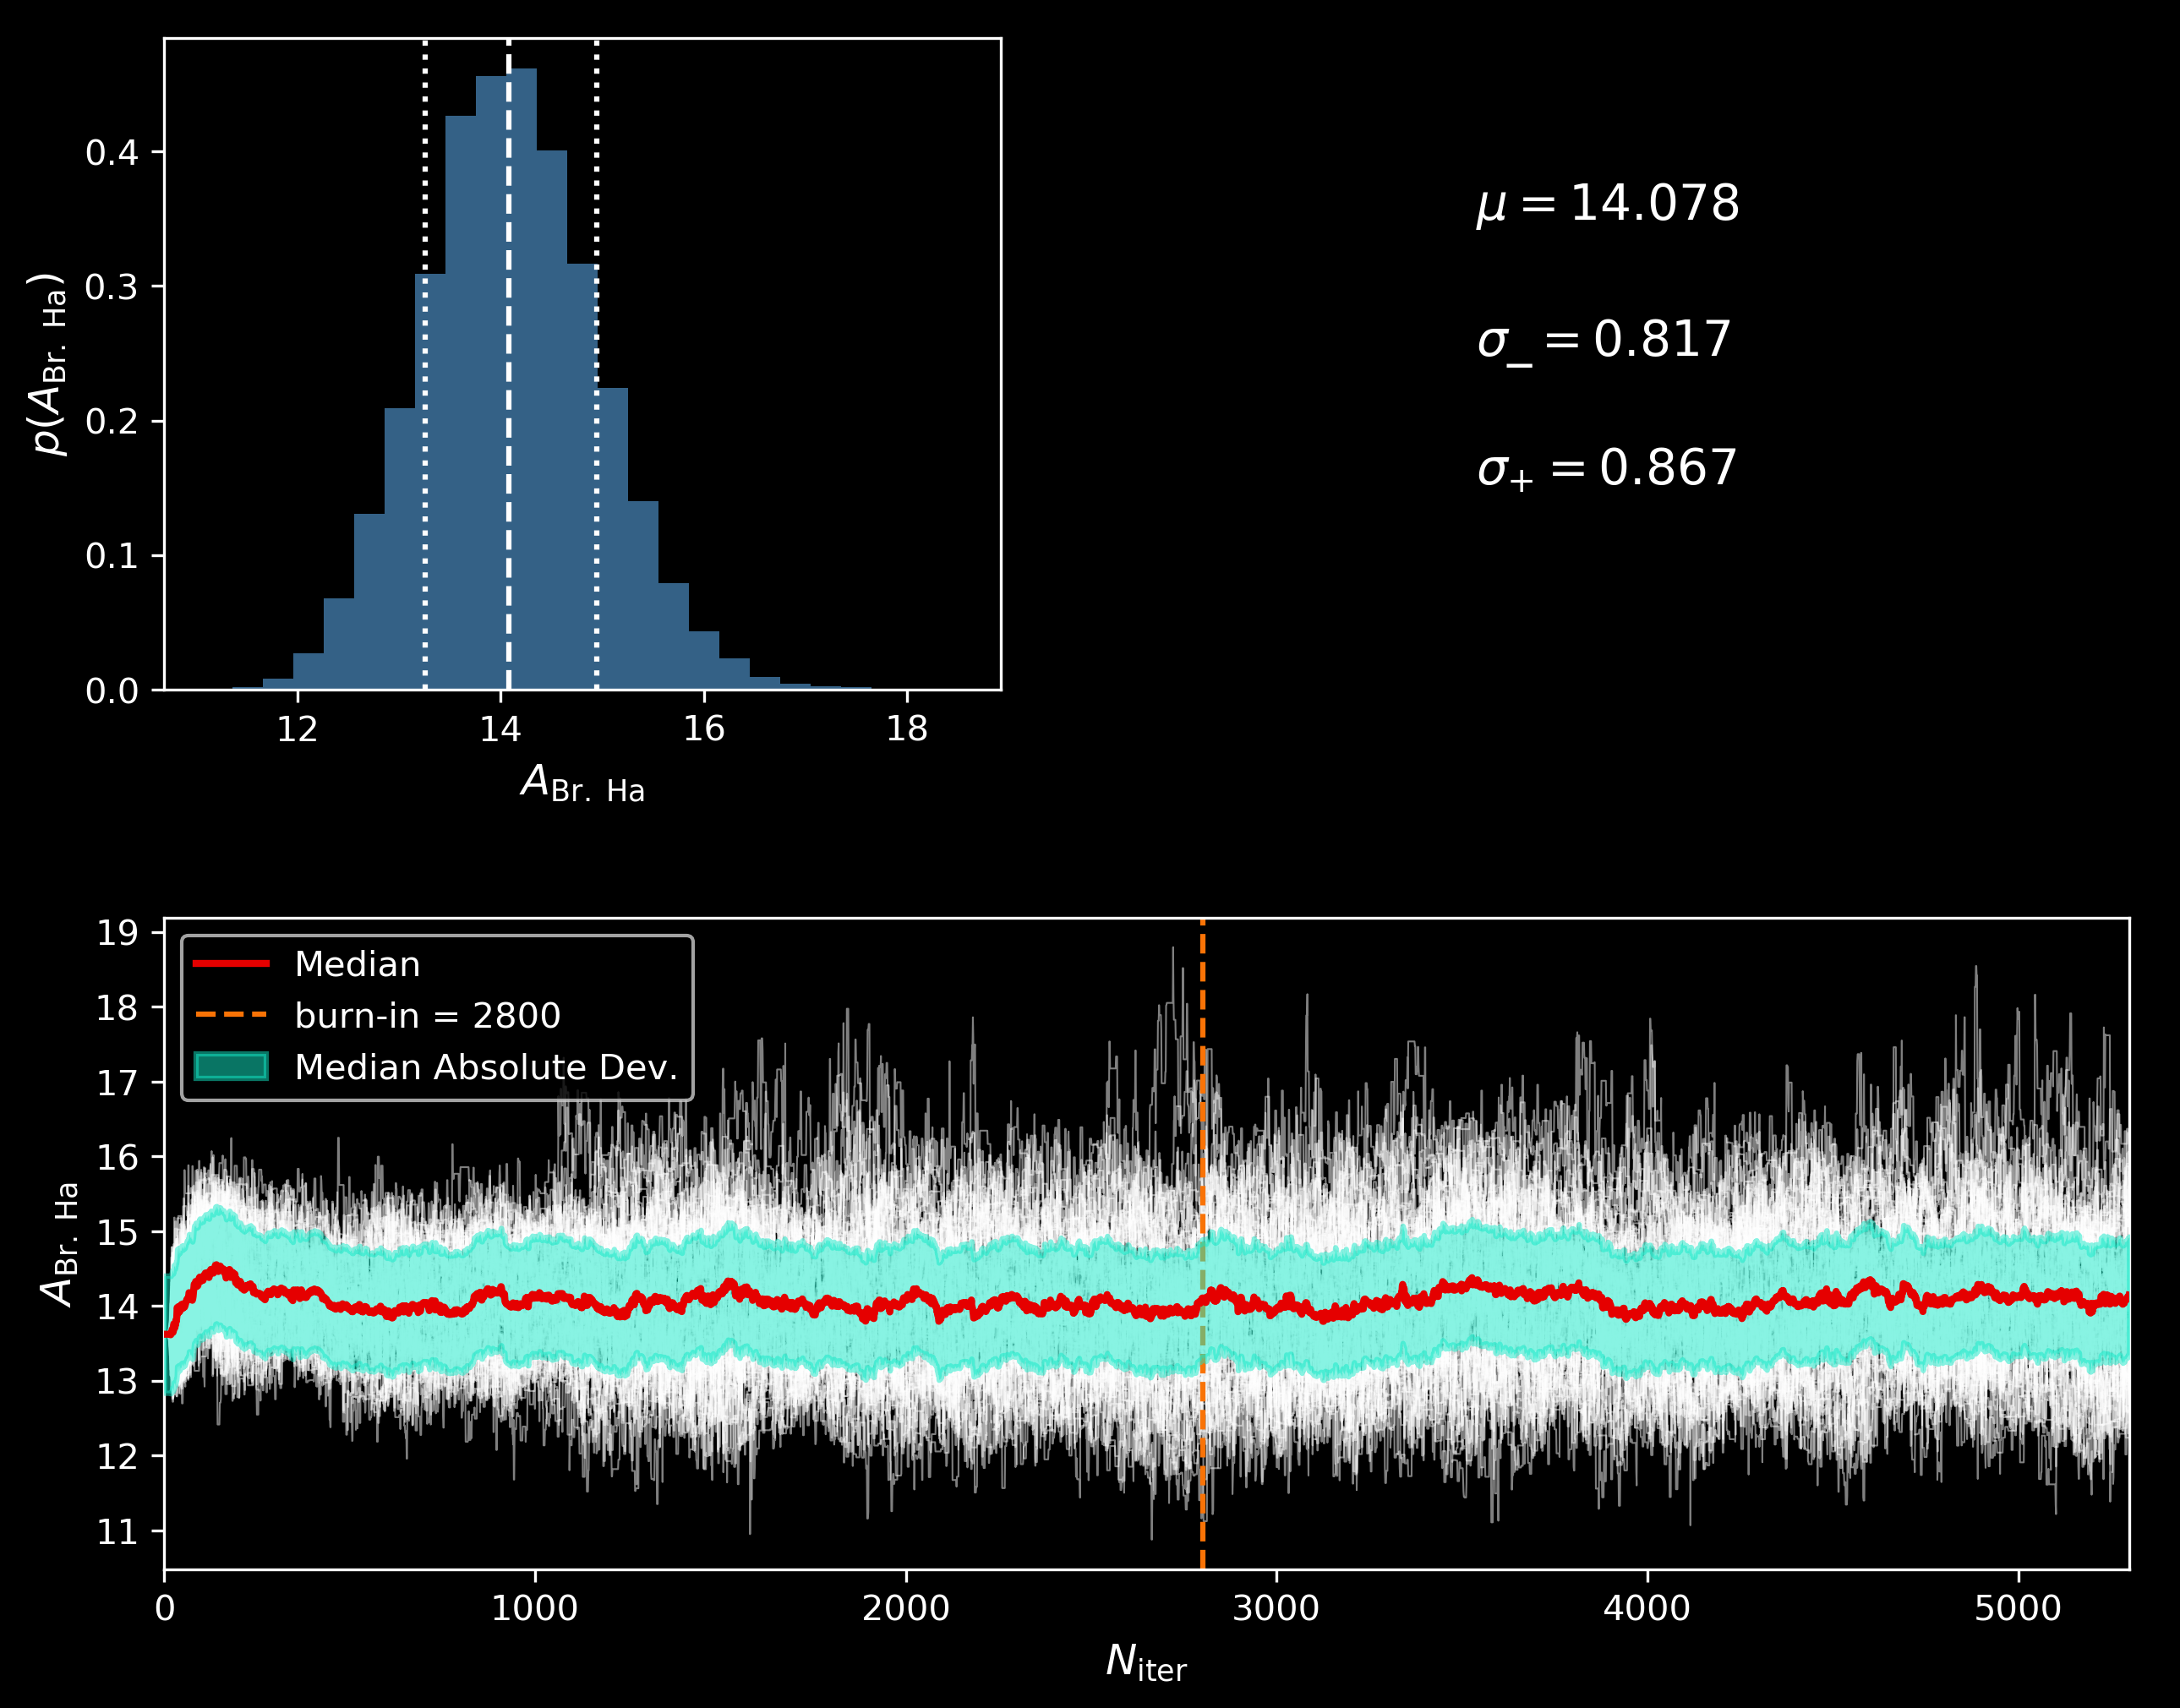 0.4
0.3
0.2
0.1
0.0
p(A_Br. Ha)
12 14 16 18
A_Br. Ha
μ = 14.078
σ_− = 0.817
σ_+ = 0.867
19
18
17
16
15
14
13
12
11
A_Br. Ha
Median
burn-in = 2800
Median Absolute Dev.
0 1000 2000 3000 4000 5000
N_iter